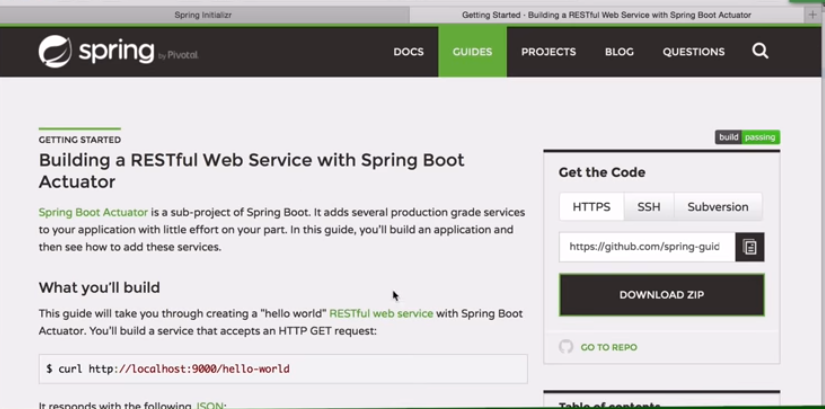 Spring Initializr
Getting Started · Building a RESTful Web Service with Spring Boot Actuator
+
spring by Pivotal
DOCS
GUIDES
PROJECTS
BLOG
QUESTIONS
GETTING STARTED
Building a RESTful Web Service with Spring Boot
Actuator
Spring Boot Actuator is a sub-project of Spring Boot. It adds several production grade services
to your application with little effort on your part. In this guide, you'll build an application and
then see how to add these services.
What you'll build
This guide will take you through creating a "hello world" RESTful web service with Spring Boot
Actuator. You'll build a service that accepts an HTTP GET request:
$ curl http://localhost:9000/hello-world
It responds with the following JSON:
build passing
Get the Code
HTTPS
SSH
Subversion
https://github.com/spring-guid
DOWNLOAD ZIP
GO TO REPO
Table of contents